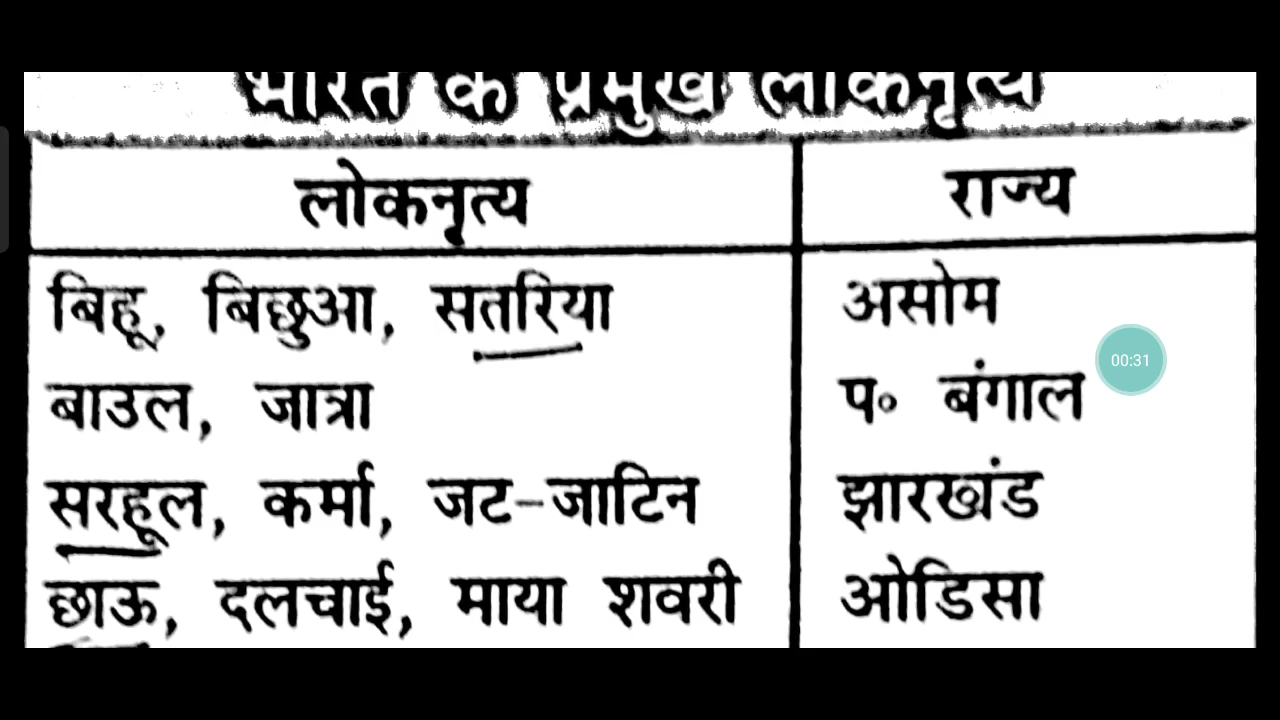 भारत के प्रमुख लोकनृत्य
लोकनृत्य राज्य
बिहू, बिछुआ, सतरिया असोम
बाउल, जात्रा प॰ बंगाल
सरहूल, कर्मा, जट-जाटिन झारखंड
छाऊ, दलचाई, माया शवरी ओडिसा
00:31